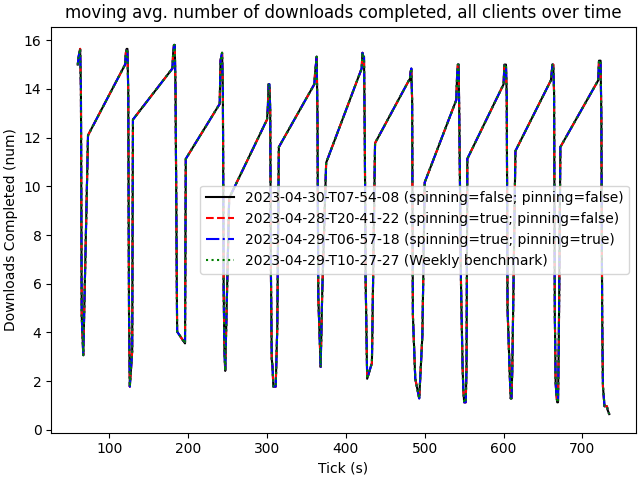 moving avg. number of downloads completed, all clients over time
16
14
12
10
8
6
4
2
0
Downloads Completed (num)
2023-04-30-T07-54-08 (spinning=false; pinning=false)
2023-04-28-T20-41-22 (spinning=true; pinning=false)
2023-04-29-T06-57-18 (spinning=true; pinning=true)
2023-04-29-T10-27-27 (Weekly benchmark)
100 200 300 400 500 600 700
Tick (s)